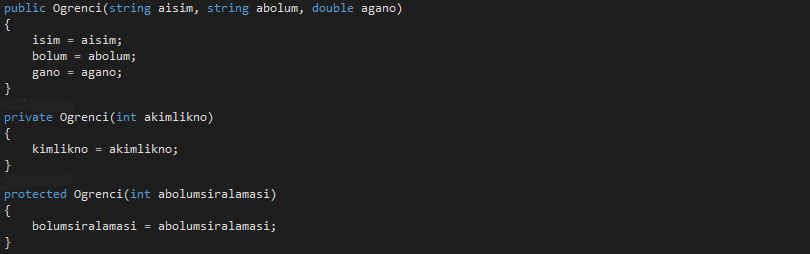 public Ogrenci(string aisim, string abolum, double agano)
{
isim = aisim;
bolum = abolum;
gano = agano;
}
private Ogrenci(int akimlikno)
{
kimlikno = akimlikno;
}
protected Ogrenci(int abolumsiralamasi)
{
bolumsiralamasi = abolumsiralamasi;
}